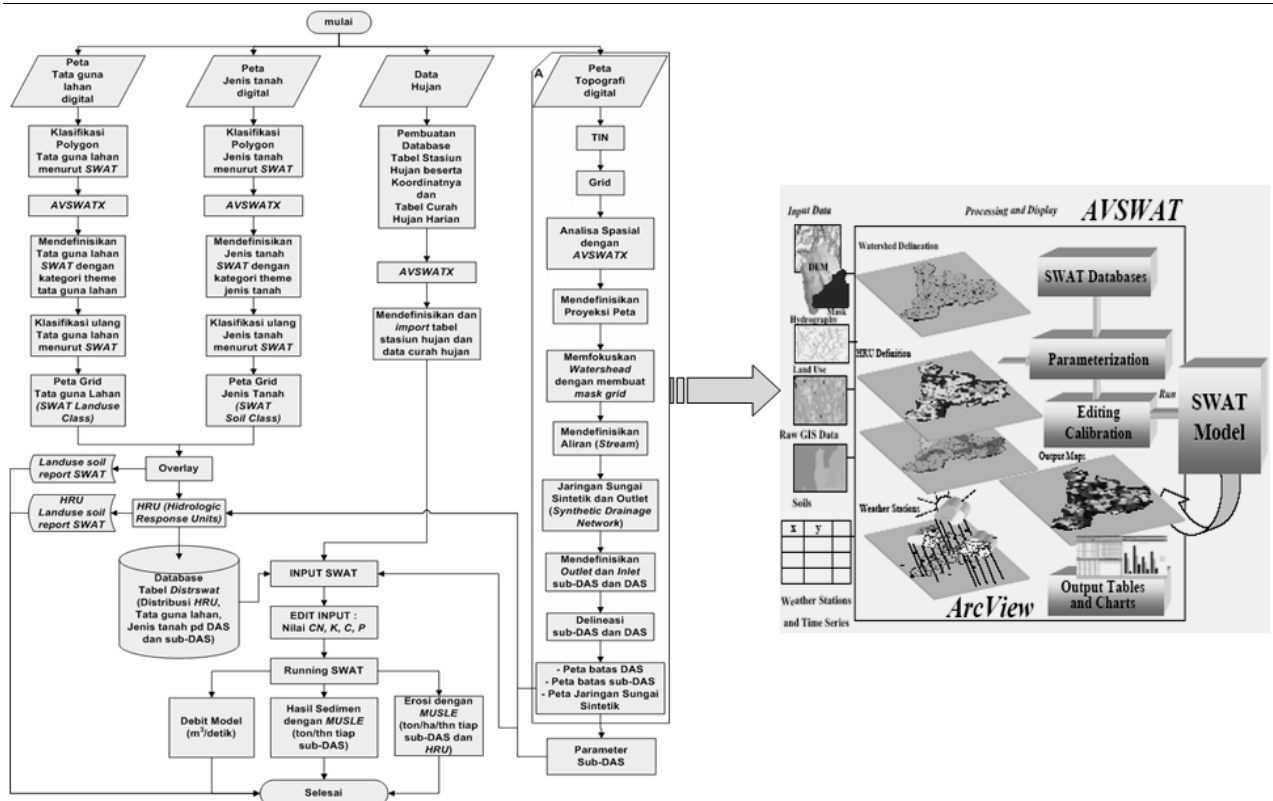 mulai
Peta
Tata guna
lahan
digital
Klasifikasi
Polygon
Tata guna lahan
menurut SWAT
AVSWATX
Mendefinisikan
Tata guna lahan
SWAT dengan
kategori theme
tata guna lahan
Klasifikasi ulang
Tata guna lahan
menurut SWAT
Peta Grid
Tata guna Lahan
(SWAT Landuse
Class)
Peta
Jenis tanah
digital
Klasifikasi
Polygon
Jenis tanah
menurut SWAT
AVSWATX
Mendefinisikan
Jenis tanah
SWAT dengan
kategori theme
jenis tanah
Klasifikasi ulang
Jenis tanah
menurut SWAT
Peta Grid
Jenis Tanah
(SWAT
Soil Class)
Data
Hujan
Pembuatan
Database
Tabel Stasiun
Hujan beserta
Koordinatnya
dan
Tabel Curah
Hujan Harian
AVSWATX
Mendefinisikan dan
import tabel
stasiun hujan dan
data curah hujan
A
Peta
Topografi
digital
TIN
Grid
Analisa Spasial
dengan
AVSWATX
Mendefinisikan
Proyeksi Peta
Memfokuskan
Watershead
dengan membuat
mask grid
Mendefinisikan
Aliran (Stream)
Jaringan Sungai
Sintetik dan Outlet
(Synthetic Drainage
Network)
Mendefinisikan
Outlet dan Inlet
sub-DAS dan DAS
Delineasi
sub-DAS dan DAS
- Peta batas DAS
- Peta batas sub-DAS
- Peta Jaringan Sungai
Sintetik
Parameter
Sub-DAS
Landuse soil
report SWAT
Overlay
HRU
Landuse soil
report SWAT
HRU (Hidrologic
Response Units)
Database
Tabel Distrswat
(Distribusi HRU,
Tata guna lahan,
Jenis tanah pd DAS
dan sub-DAS)
INPUT SWAT
EDIT INPUT :
Nilai CN, K, C, P
Running SWAT
Debit Model
(m³/detik)
Hasil Sedimen
dengan MUSLE
(ton/thn tiap
sub-DAS)
Erosi dengan
MUSLE
(ton/ha/thn tiap
sub-DAS dan
HRU)
Selesai
Input Data
Processing and Display
AVSWAT
Watershed Delineation
DEM
Mask
Hydrography
HRU Definition
Land Use
Raw GIS Data
Soils
Weather Stations
x y
Weather Stations
and Time Series
SWAT Databases
Parameterization
Editing
Calibration
Run
SWAT
Model
Output Maps
Output Tables
and Charts
ArcView